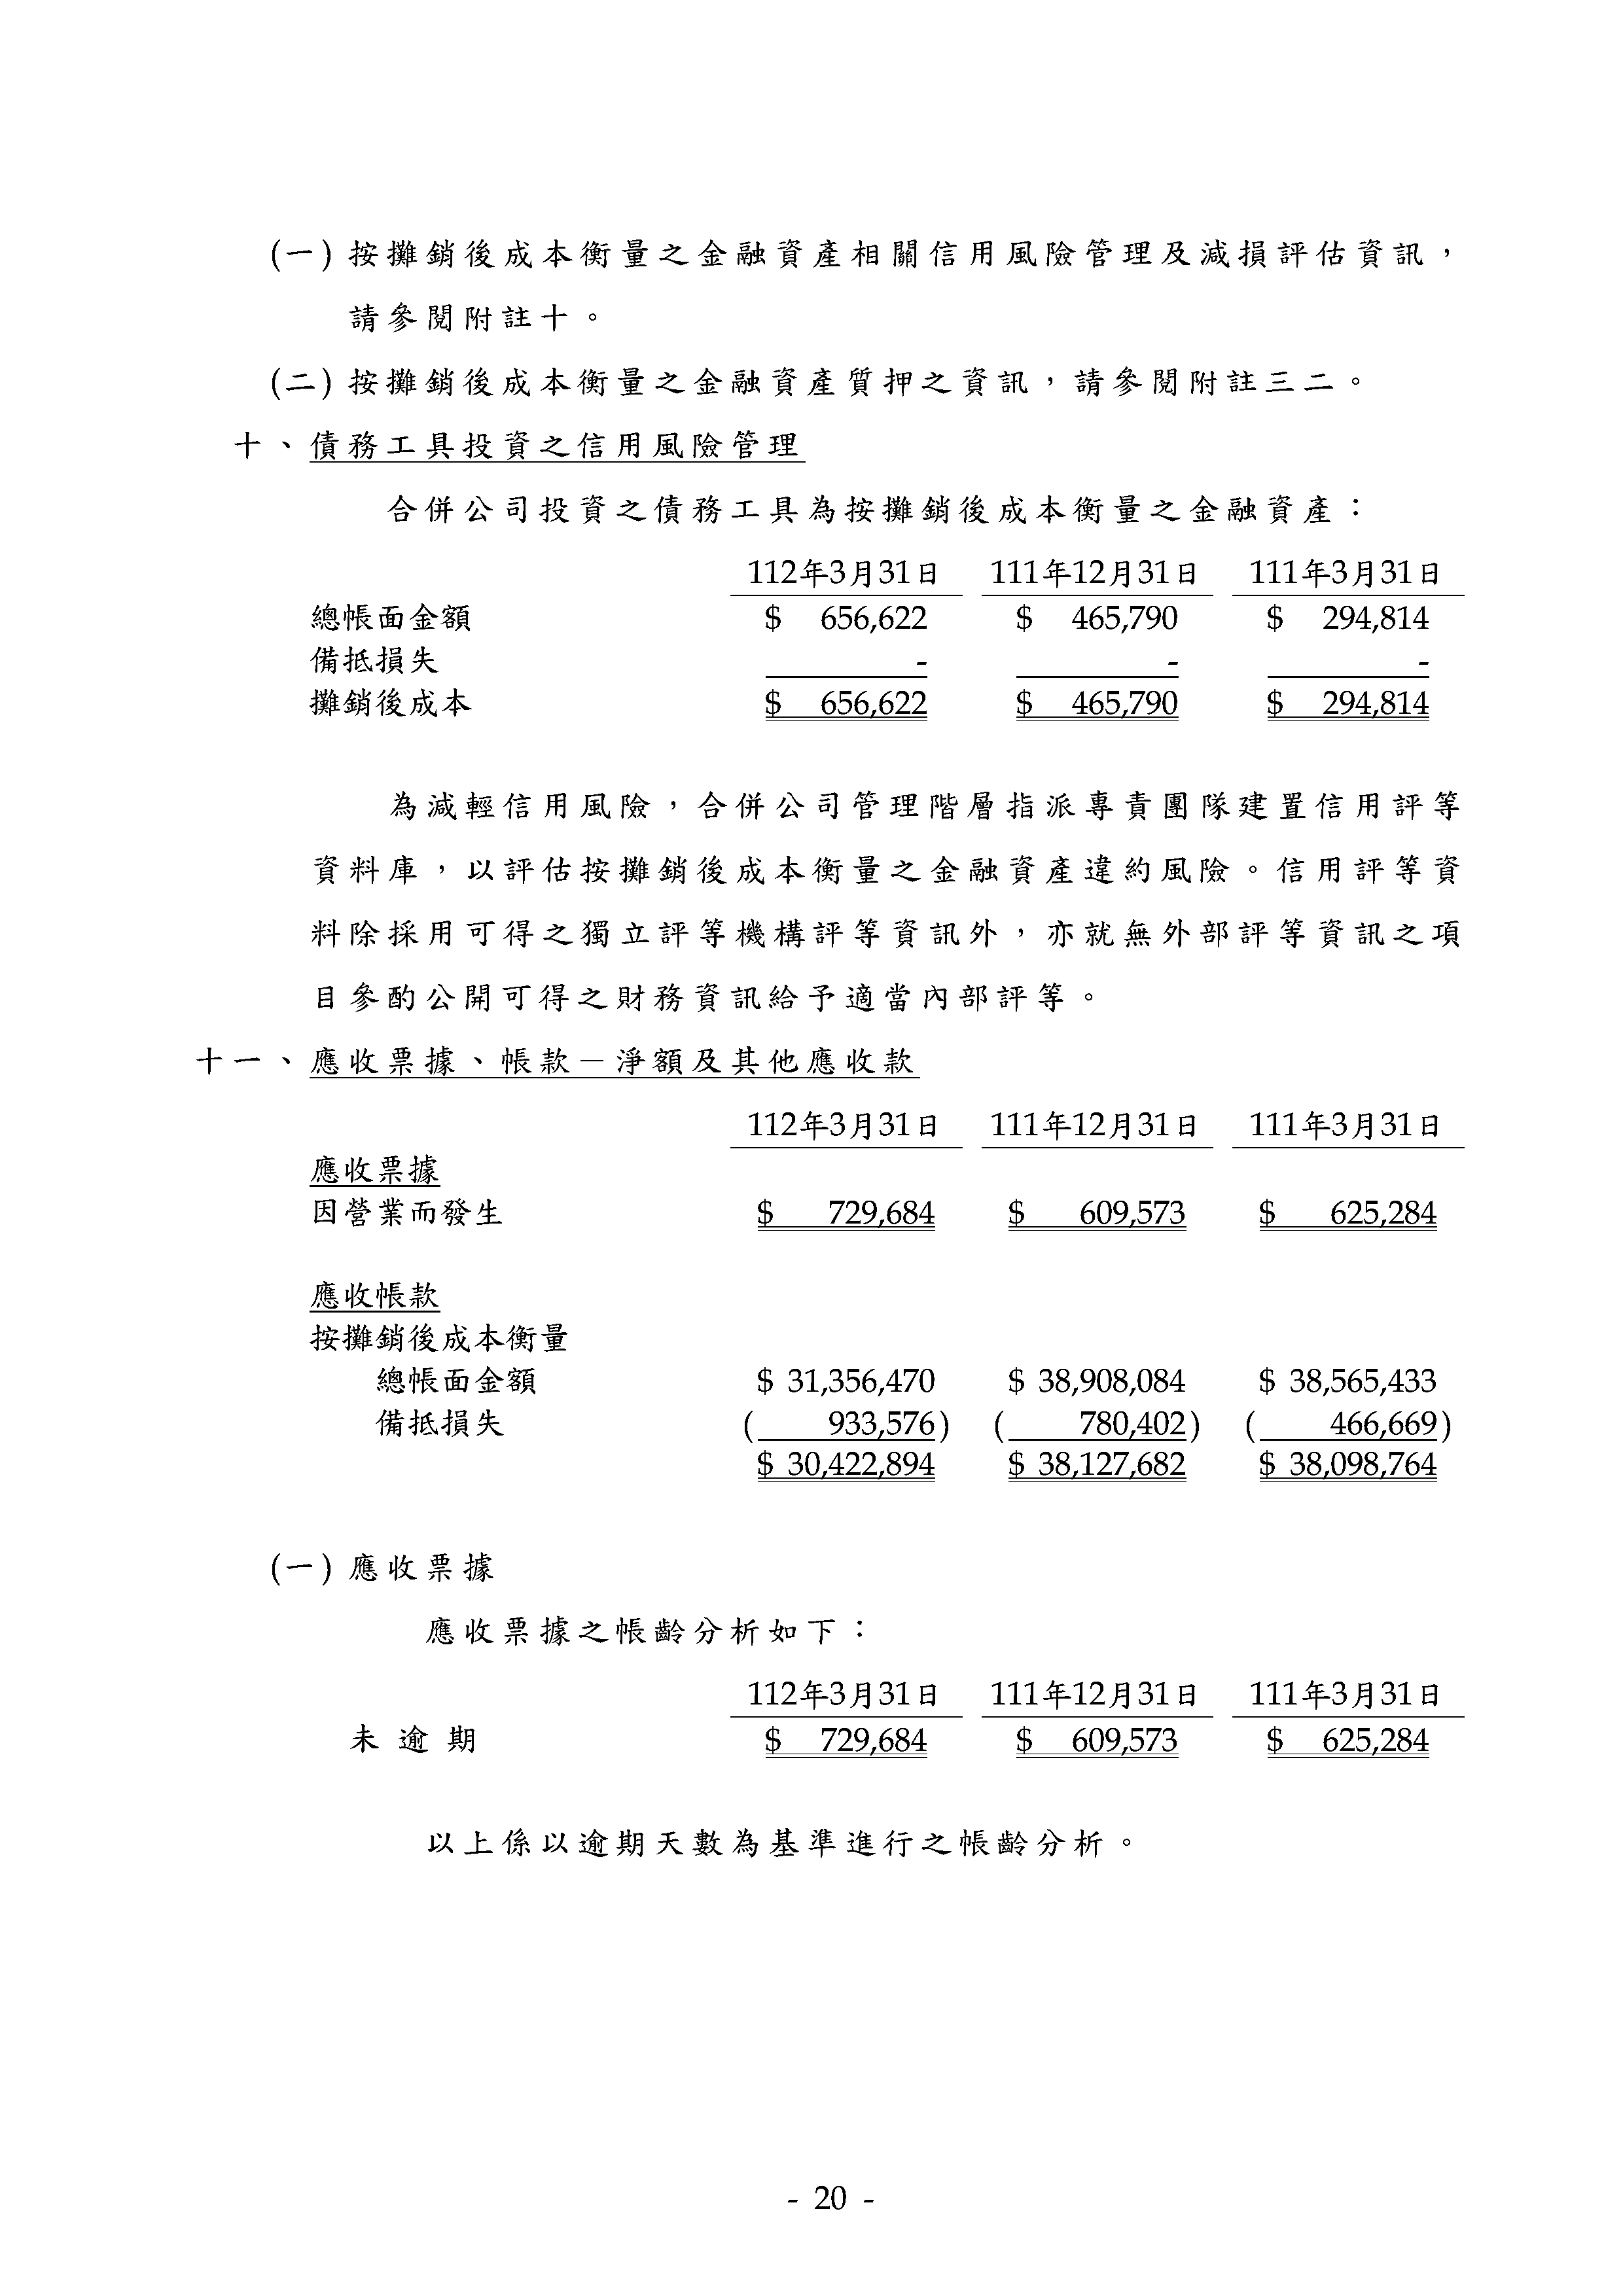 (一) 按攤銷後成本衡量之金融資產相關信用風險管理及減損評估資訊，
請參閱附註十。
(二) 按攤銷後成本衡量之金融資產質押之資訊，請參閱附註三二。
十、債務工具投資之信用風險管理
合併公司投資之債務工具為按攤銷後成本衡量之金融資產：
112年3月31日 111年12月31日 111年3月31日
總帳面金額 $ 656,622 $ 465,790 $ 294,814
備抵損失 - - -
攤銷後成本 $ 656,622 $ 465,790 $ 294,814
為減輕信用風險，合併公司管理階層指派專責團隊建置信用評等
資料庫，以評估按攤銷後成本衡量之金融資產違約風險。信用評等資
料除採用可得之獨立評等機構評等資訊外，亦就無外部評等資訊之項
目參酌公開可得之財務資訊給予適當內部評等。
十一、應收票據、帳款－淨額及其他應收款
112年3月31日 111年12月31日 111年3月31日
應收票據
因營業而發生 $ 729,684 $ 609,573 $ 625,284
應收帳款
按攤銷後成本衡量
總帳面金額 $ 31,356,470 $ 38,908,084 $ 38,565,433
備抵損失 ( 933,576) ( 780,402) ( 466,669)
$ 30,422,894 $ 38,127,682 $ 38,098,764
(一) 應收票據
應收票據之帳齡分析如下：
112年3月31日 111年12月31日 111年3月31日
未逾期 $ 729,684 $ 609,573 $ 625,284
以上係以逾期天數為基準進行之帳齡分析。
- 20 -